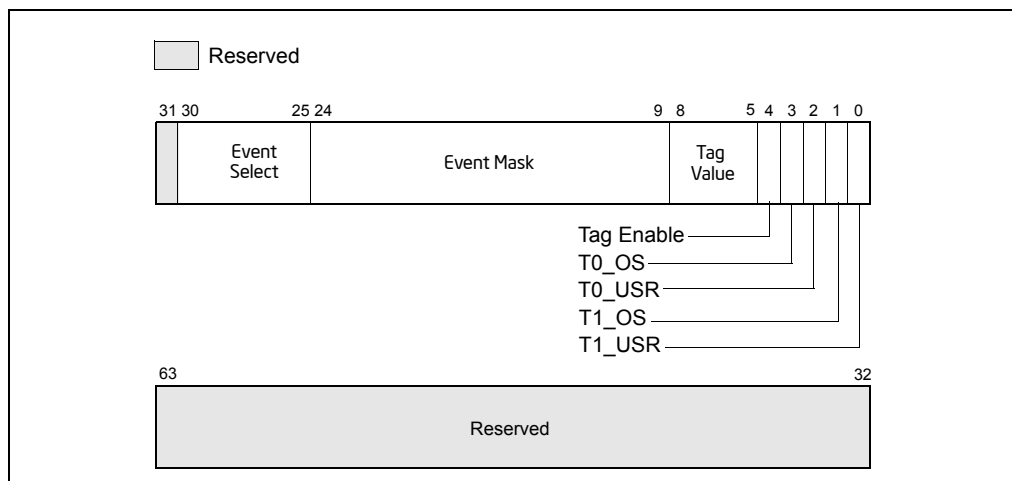 Reserved
31 30 25 24 9 8 5 4 3 2 1 0
Event
Select
Event Mask
Tag
Value
Tag Enable
T0_OS
T0_USR
T1_OS
T1_USR
63 32
Reserved